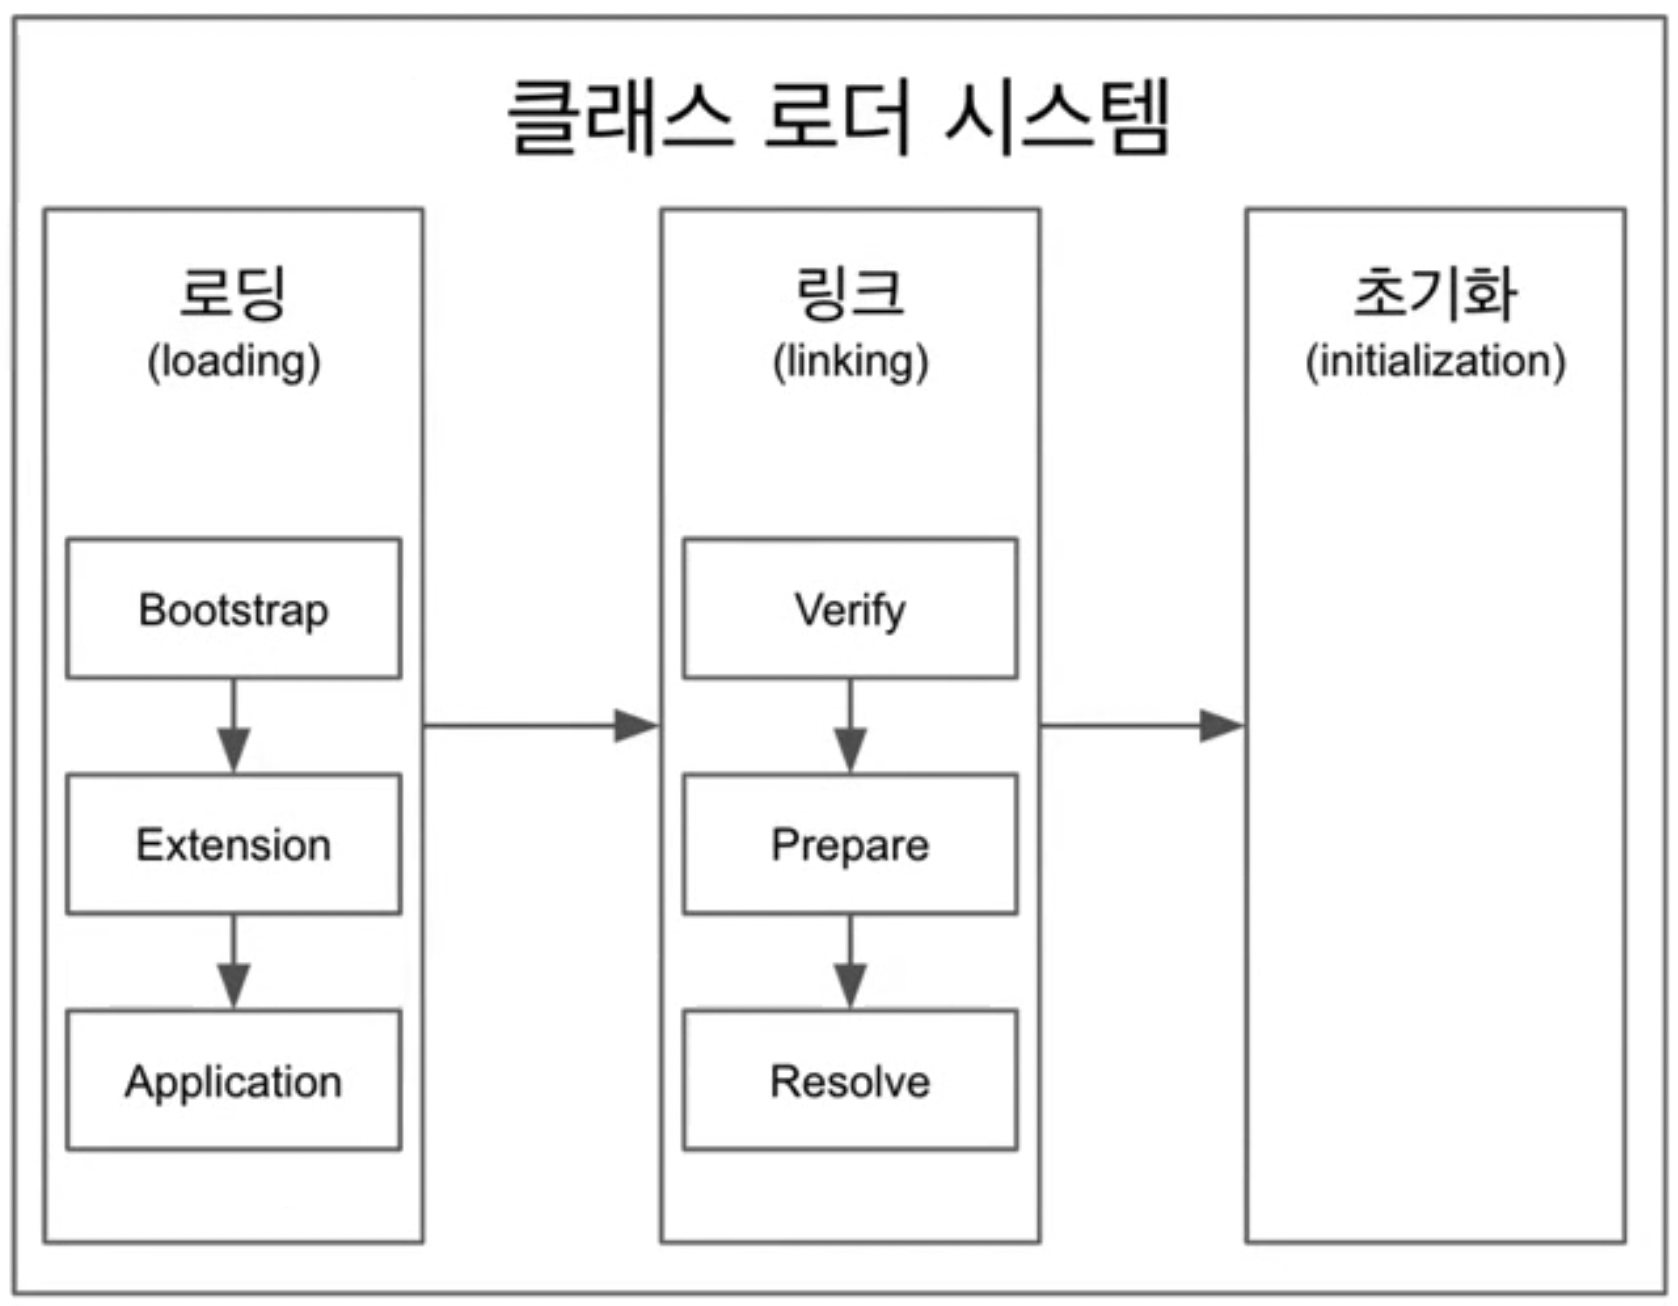 클래스 로더 시스템
로딩
(loading)
Bootstrap
Extension
Application
링크
(linking)
Verify
Prepare
Resolve
초기화
(initialization)